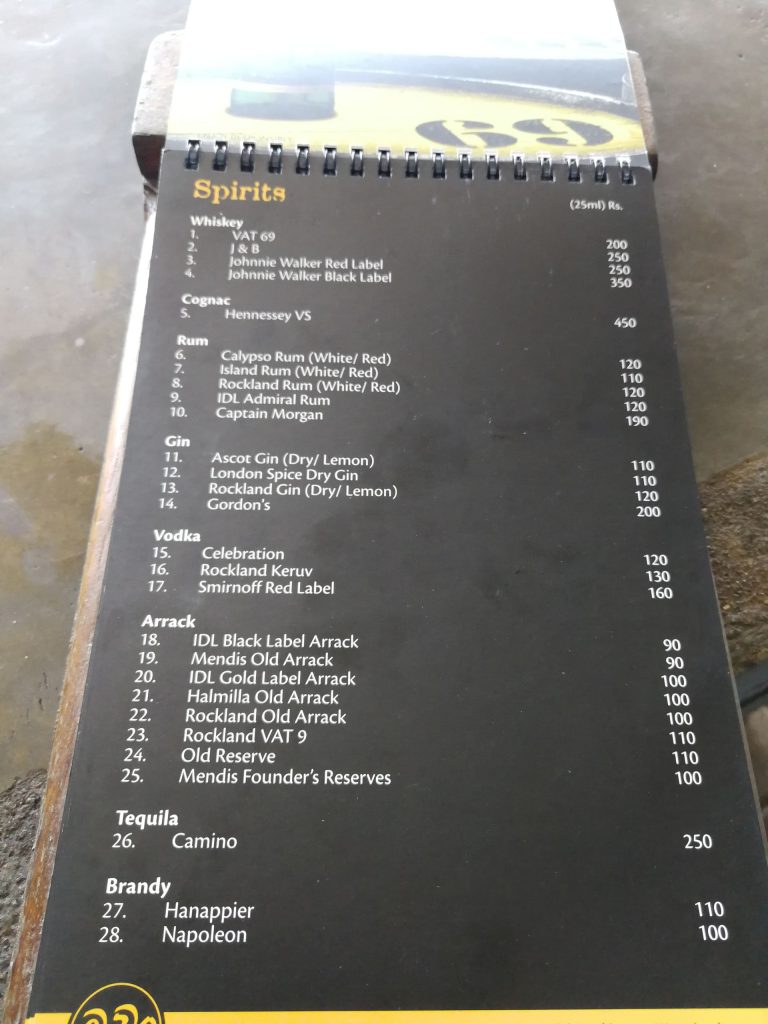 69
Spirits
(25ml) Rs.
Whiskey
1. VAT 69 200
2. J & B 250
3. Johnnie Walker Red Label 250
4. Johnnie Walker Black Label 350
Cognac
5. Hennessey VS 450
Rum
6. Calypso Rum (White/ Red) 120
7. Island Rum (White/ Red) 110
8. Rockland Rum (White/ Red) 120
9. IDL Admiral Rum 120
10. Captain Morgan 190
Gin
11. Ascot Gin (Dry/ Lemon) 110
12. London Spice Dry Gin 110
13. Rockland Gin (Dry/ Lemon) 120
14. Gordon's 200
Vodka
15. Celebration 120
16. Rockland Keruv 130
17. Smirnoff Red Label 160
Arrack
18. IDL Black Label Arrack 90
19. Mendis Old Arrack 90
20. IDL Gold Label Arrack 100
21. Halmilla Old Arrack 100
22. Rockland Old Arrack 100
23. Rockland VAT 9 110
24. Old Reserve 110
25. Mendis Founder's Reserves 100
Tequila
26. Camino 250
Brandy
27. Hanappier 110
28. Napoleon 100